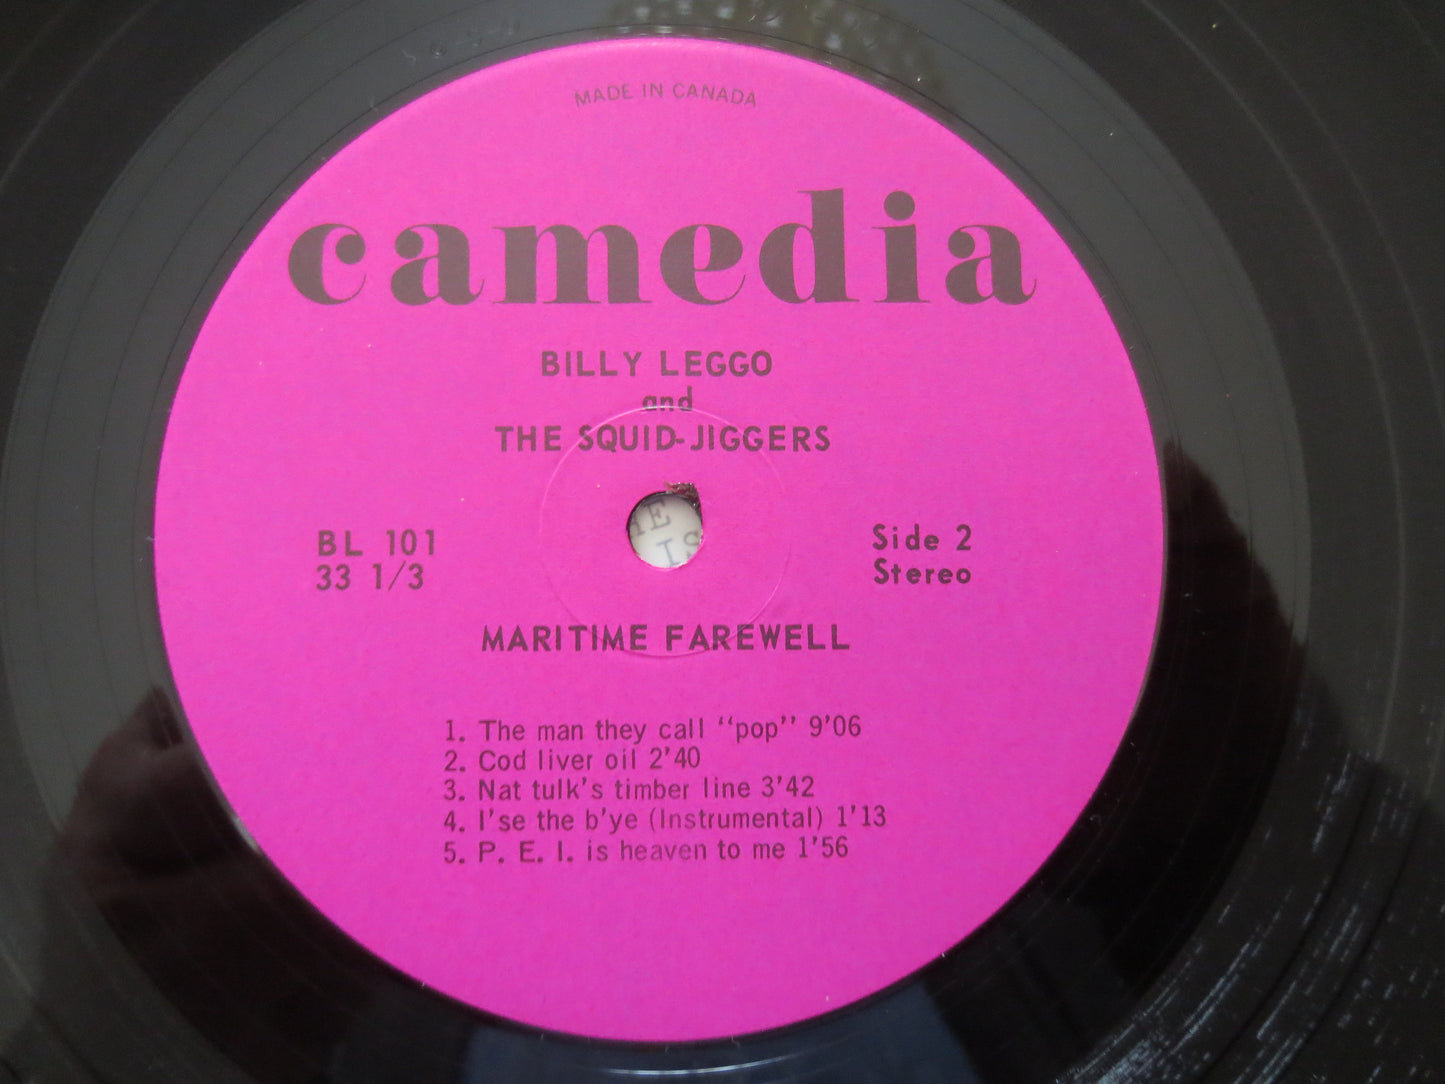 MADE IN CANADA
camedia
BILLY LEGGO
and
THE SQUID-JIGGERS
BL 101
33 1/3
Side 2
Stereo
MARITIME FAREWELL
1. The man they call “pop” 9’06
2. Cod liver oil 2’40
3. Nat tulk’s timber line 3’42
4. I’se the b’ye (Instrumental) 1’13
5. P. E. I. is heaven to me 1’56